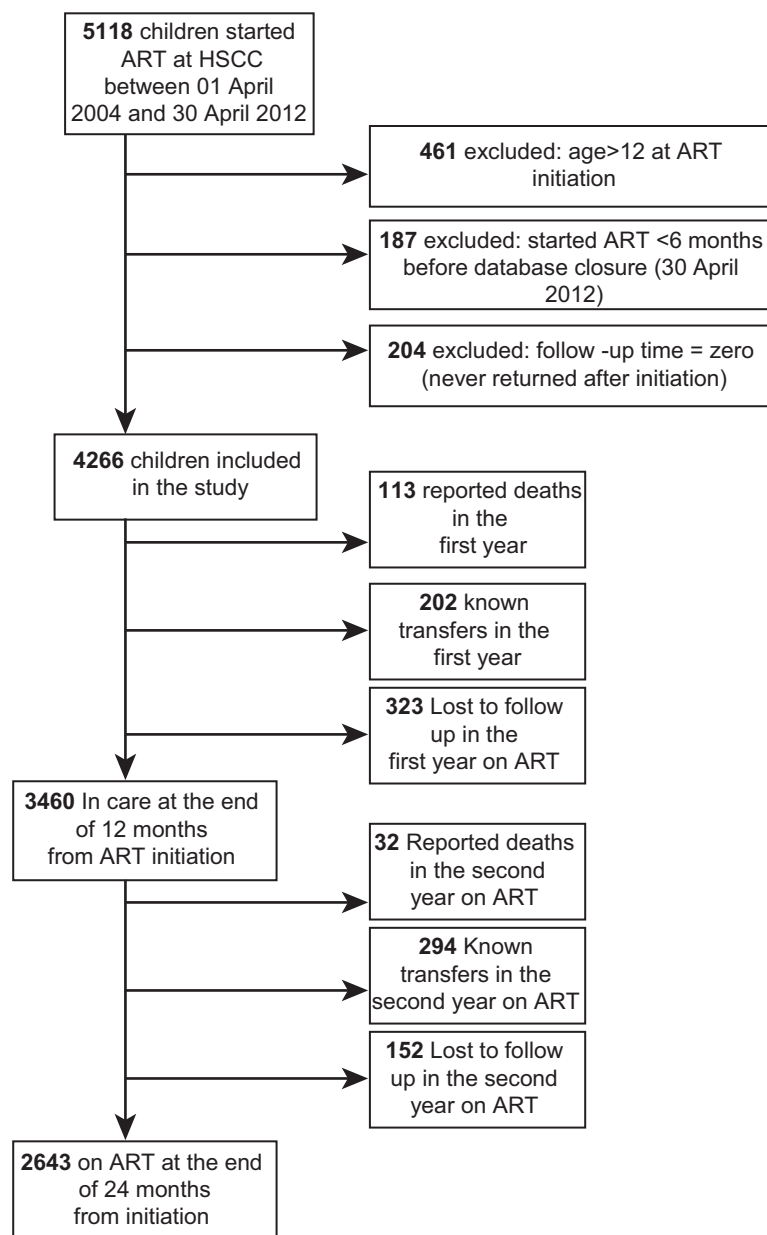 5118 children started
ART at HSCC
between 01 April
2004 and 30 April 2012
461 excluded: age>12 at ART
initiation
187 excluded: started ART <6 months
before database closure (30 April
2012)
204 excluded: follow -up time = zero
(never returned after initiation)
4266 children included
in the study
113 reported deaths
in the
first year
202 known
transfers in the
first year
323 Lost to follow
up in the
first year on ART
3460 In care at the end
of 12 months
from ART initiation
32 Reported deaths
in the second
year on ART
294 Known
transfers in the
second year on ART
152 Lost to follow
up in the second
year on ART
2643 on ART at the end
of 24 months
from initiation